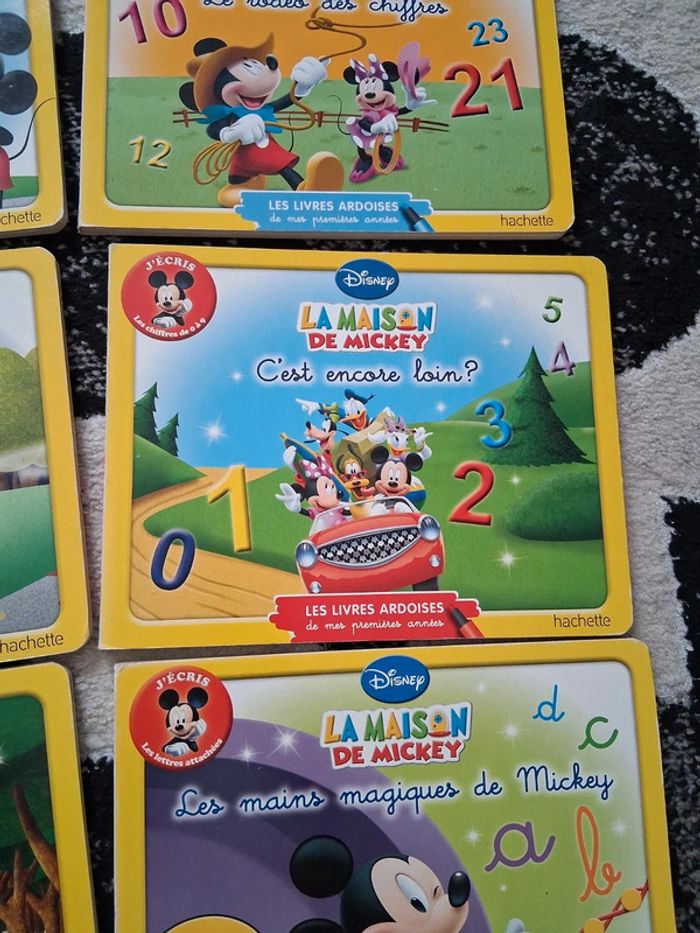 Le rodéo des chiffres
10
23
21
12
LES LIVRES ARDOISES
de mes premières années
hachette
chette
J'ÉCRIS
Les chiffres de 0 à 9
DISNEY
LA MAISON
DE MICKEY
C'est encore loin?
5
4
3
2
1
0
LES LIVRES ARDOISES
de mes premières années
hachette
hachette
J'ÉCRIS
Les lettres attachées
DISNEY
LA MAISON
DE MICKEY
Les mains magiques de Mickey
d
c
a
b